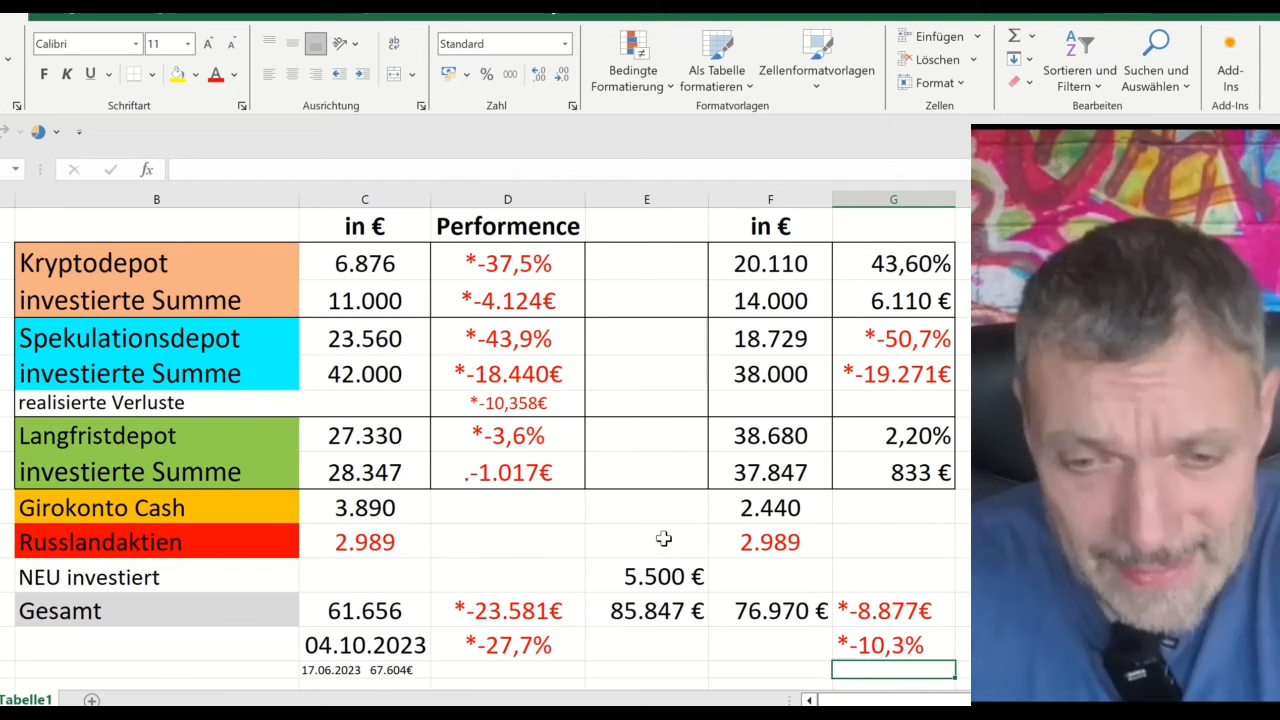 Calibri 11 Standard Einfügen
Löschen
Format
Bedingte Formatierung
Als Tabelle formatieren
Zellenformatvorlagen
Sortieren und Filtern
Suchen und Auswählen
Add-Ins
F K U A % 000
Schriftart Ausrichtung Zahl Formatvorlagen Zellen Bearbeiten Add-Ins
fx
B C D E F G
in € Performence in €
Kryptodepot 6.876 *-37,5% 20.110 43,60%
investierte Summe 11.000 *-4.124€ 14.000 6.110 €
Spekulationsdepot 23.560 *-43,9% 18.729 *-50,7%
investierte Summe 42.000 *-18.440€ 38.000 *-19.271€
realisierte Verluste *-10,358€
Langfristdepot 27.330 *-3,6% 38.680 2,20%
investierte Summe 28.347 .-1.017€ 37.847 833 €
Girokonto Cash 3.890 2.440
Russlandaktien 2.989 2.989
NEU investiert 5.500 €
Gesamt 61.656 *-23.581€ 85.847 € 76.970 € *-8.877€
04.10.2023 *-27,7% *-10,3%
17.06.2023 67.604€
Tabelle1